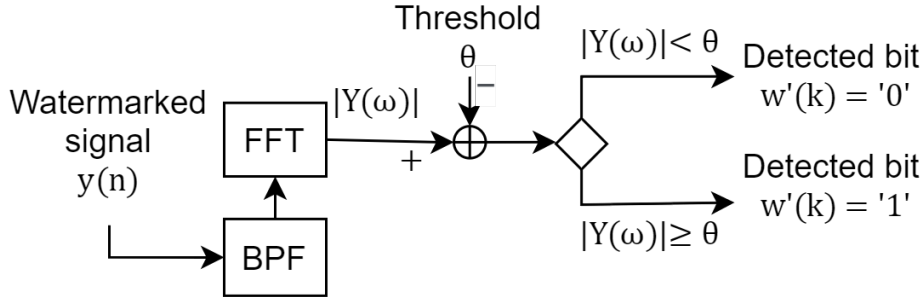 Threshold
θ
−
|Y(ω)| < θ
Detected bit
w'(k) = '0'
Watermarked
signal
y(n)
FFT
|Y(ω)|
+
Detected bit
w'(k) = '1'
|Y(ω)| ≥ θ
BPF